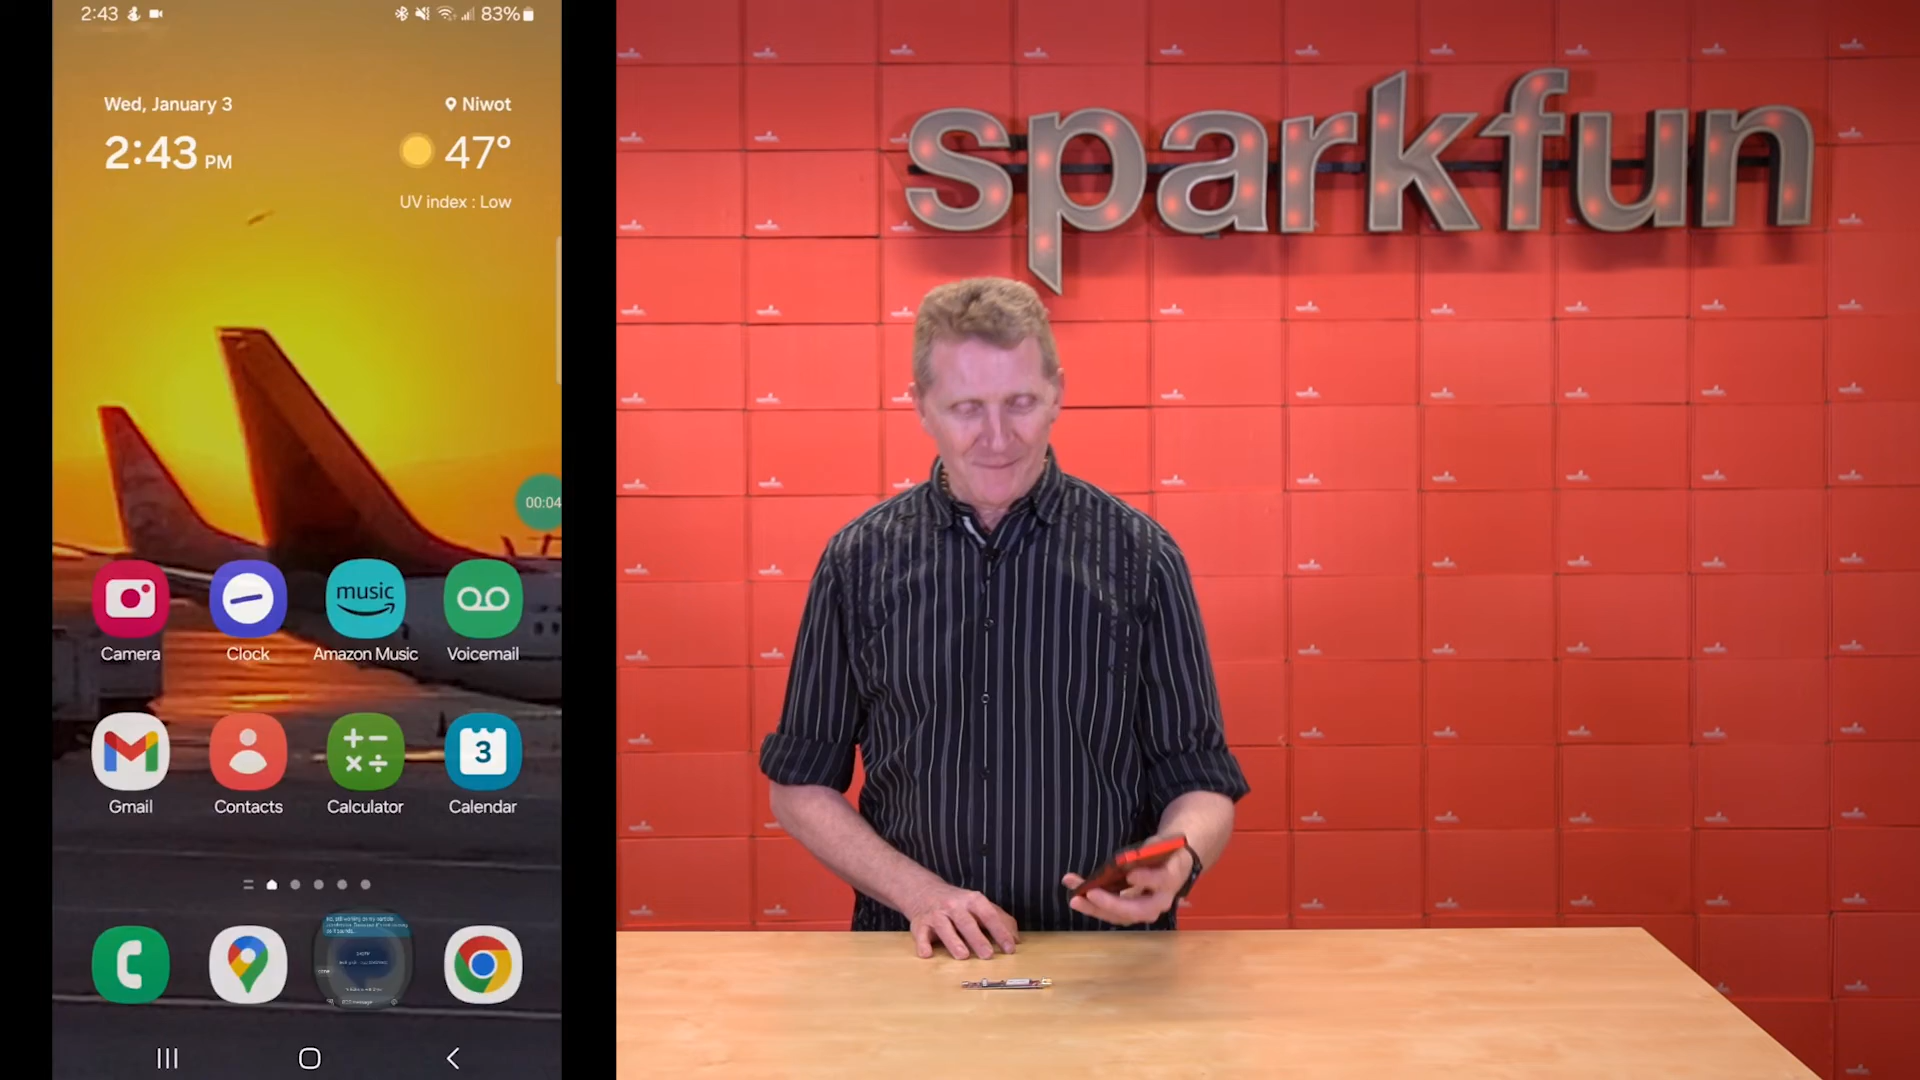 2:43
83%
Wed, January 3
Niwot
2:43 PM
47°
UV index : Low
00:04
music
Camera
Clock
Amazon Music
Voicemail
3
Gmail
Contacts
Calculator
Calendar
sparkfun